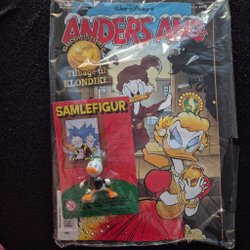 Walt Disney's
ANDERS AND
Tilbage til
KLONDIKE!
SAMLEFIGUR